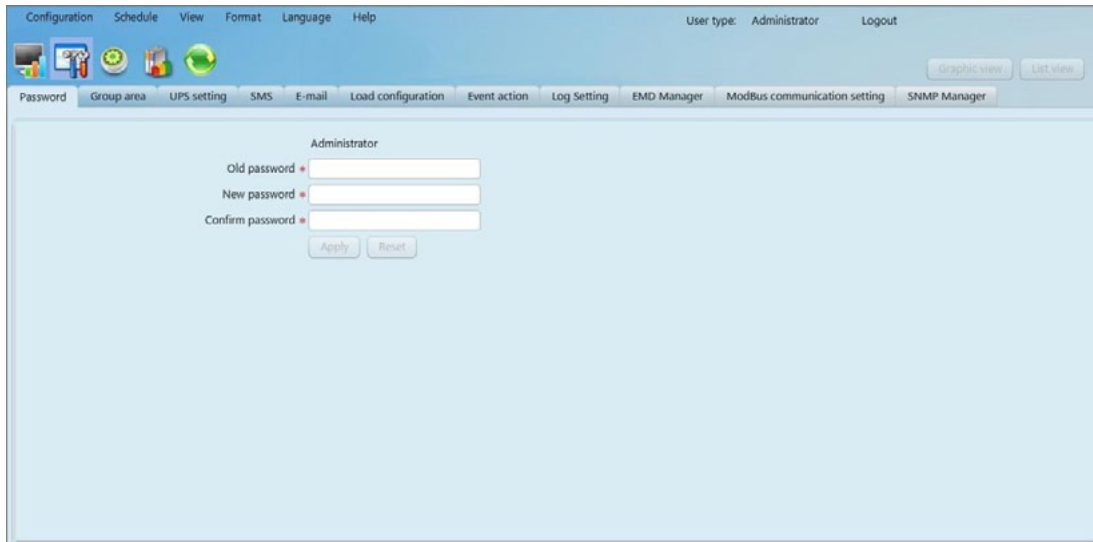 Configuration Schedule View Format Language Help User type: Administrator Logout
Graphic view List view
Password Group area UPS setting SMS E-mail Load configuration Event action Log Setting EMD Manager ModBus communication setting SNMP Manager
Administrator
Old password *
New password *
Confirm password *
Apply Reset